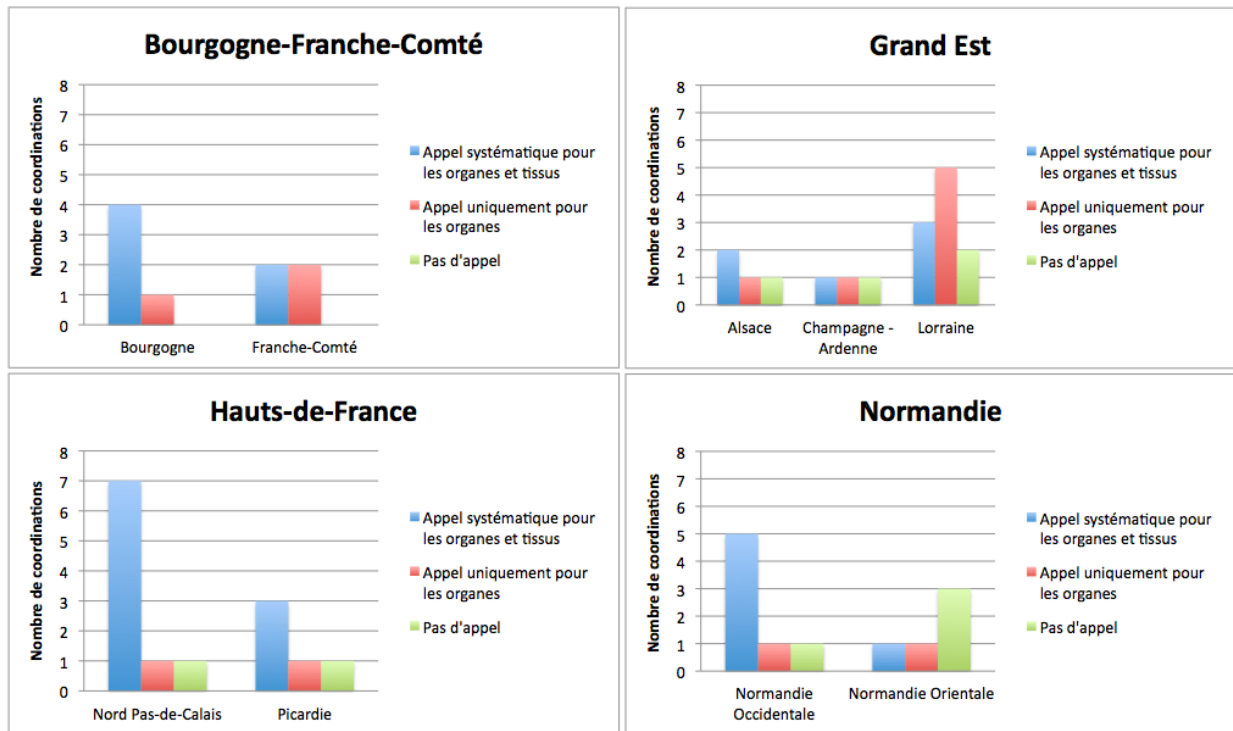 Bourgogne-Franche-Comté
Nombre de coordinations
8
7
6
5
4
3
2
1
0
Bourgogne
Franche-Comté
Appel systématique pour
les organes et tissus
Appel uniquement pour
les organes
Pas d'appel
Grand Est
Nombre de coordinations
8
7
6
5
4
3
2
1
0
Alsace
Champagne -
Ardenne
Lorraine
Appel systématique pour
les organes et tissus
Appel uniquement pour
les organes
Pas d'appel
Hauts-de-France
Nombre de coordinations
8
7
6
5
4
3
2
1
0
Nord Pas-de-Calais
Picardie
Appel systématique pour
les organes et tissus
Appel uniquement pour
les organes
Pas d'appel
Normandie
Nombre de coordinations
8
7
6
5
4
3
2
1
0
Normandie
Occidentale
Normandie Orientale
Appel systématique pour
les organes et tissus
Appel uniquement pour
les organes
Pas d'appel